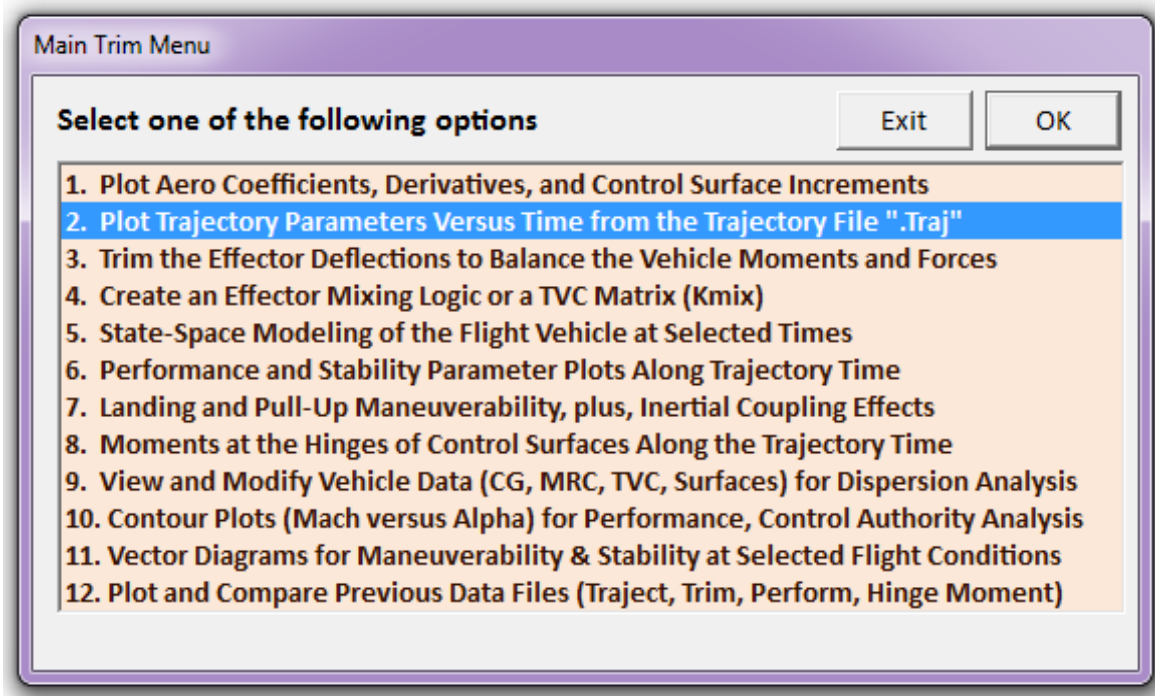 Main Trim Menu
Select one of the following options
Exit
OK
1. Plot Aero Coefficients, Derivatives, and Control Surface Increments
2. Plot Trajectory Parameters Versus Time from the Trajectory File ".Traj"
3. Trim the Effector Deflections to Balance the Vehicle Moments and Forces
4. Create an Effector Mixing Logic or a TVC Matrix (Kmix)
5. State-Space Modeling of the Flight Vehicle at Selected Times
6. Performance and Stability Parameter Plots Along Trajectory Time
7. Landing and Pull-Up Maneuverability, plus, Inertial Coupling Effects
8. Moments at the Hinges of Control Surfaces Along the Trajectory Time
9. View and Modify Vehicle Data (CG, MRC, TVC, Surfaces) for Dispersion Analysis
10. Contour Plots (Mach versus Alpha) for Performance, Control Authority Analysis
11. Vector Diagrams for Maneuverability & Stability at Selected Flight Conditions
12. Plot and Compare Previous Data Files (Traject, Trim, Perform, Hinge Moment)